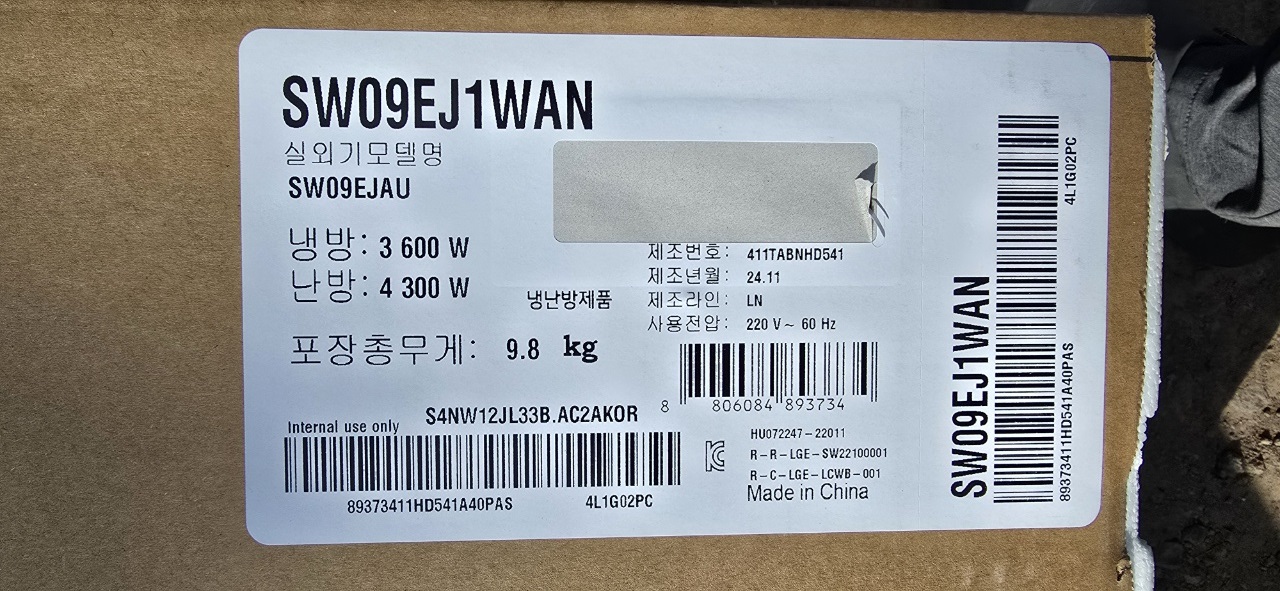 SW09EJ1WAN
실외기모델명
SW09EJAU
냉방: 3 600 W
난방: 4 300 W
냉난방제품
포장총무게: 9.8 kg
제조번호: 411TABNHD541
제조년월: 24.11
제조라인: LN
사용전압: 220 V~ 60 Hz
8 806084 893734
Internal use only S4NW12JL33B.AC2AKOR
89373411HD541A40PAS 4L1G02PC
HU072247-22011
R-R-LGE-SW22100001
R-C-LGE-LCWB-001
Made in China
SW09EJ1WAN
89373411HD541A40PAS 4L1G02PC